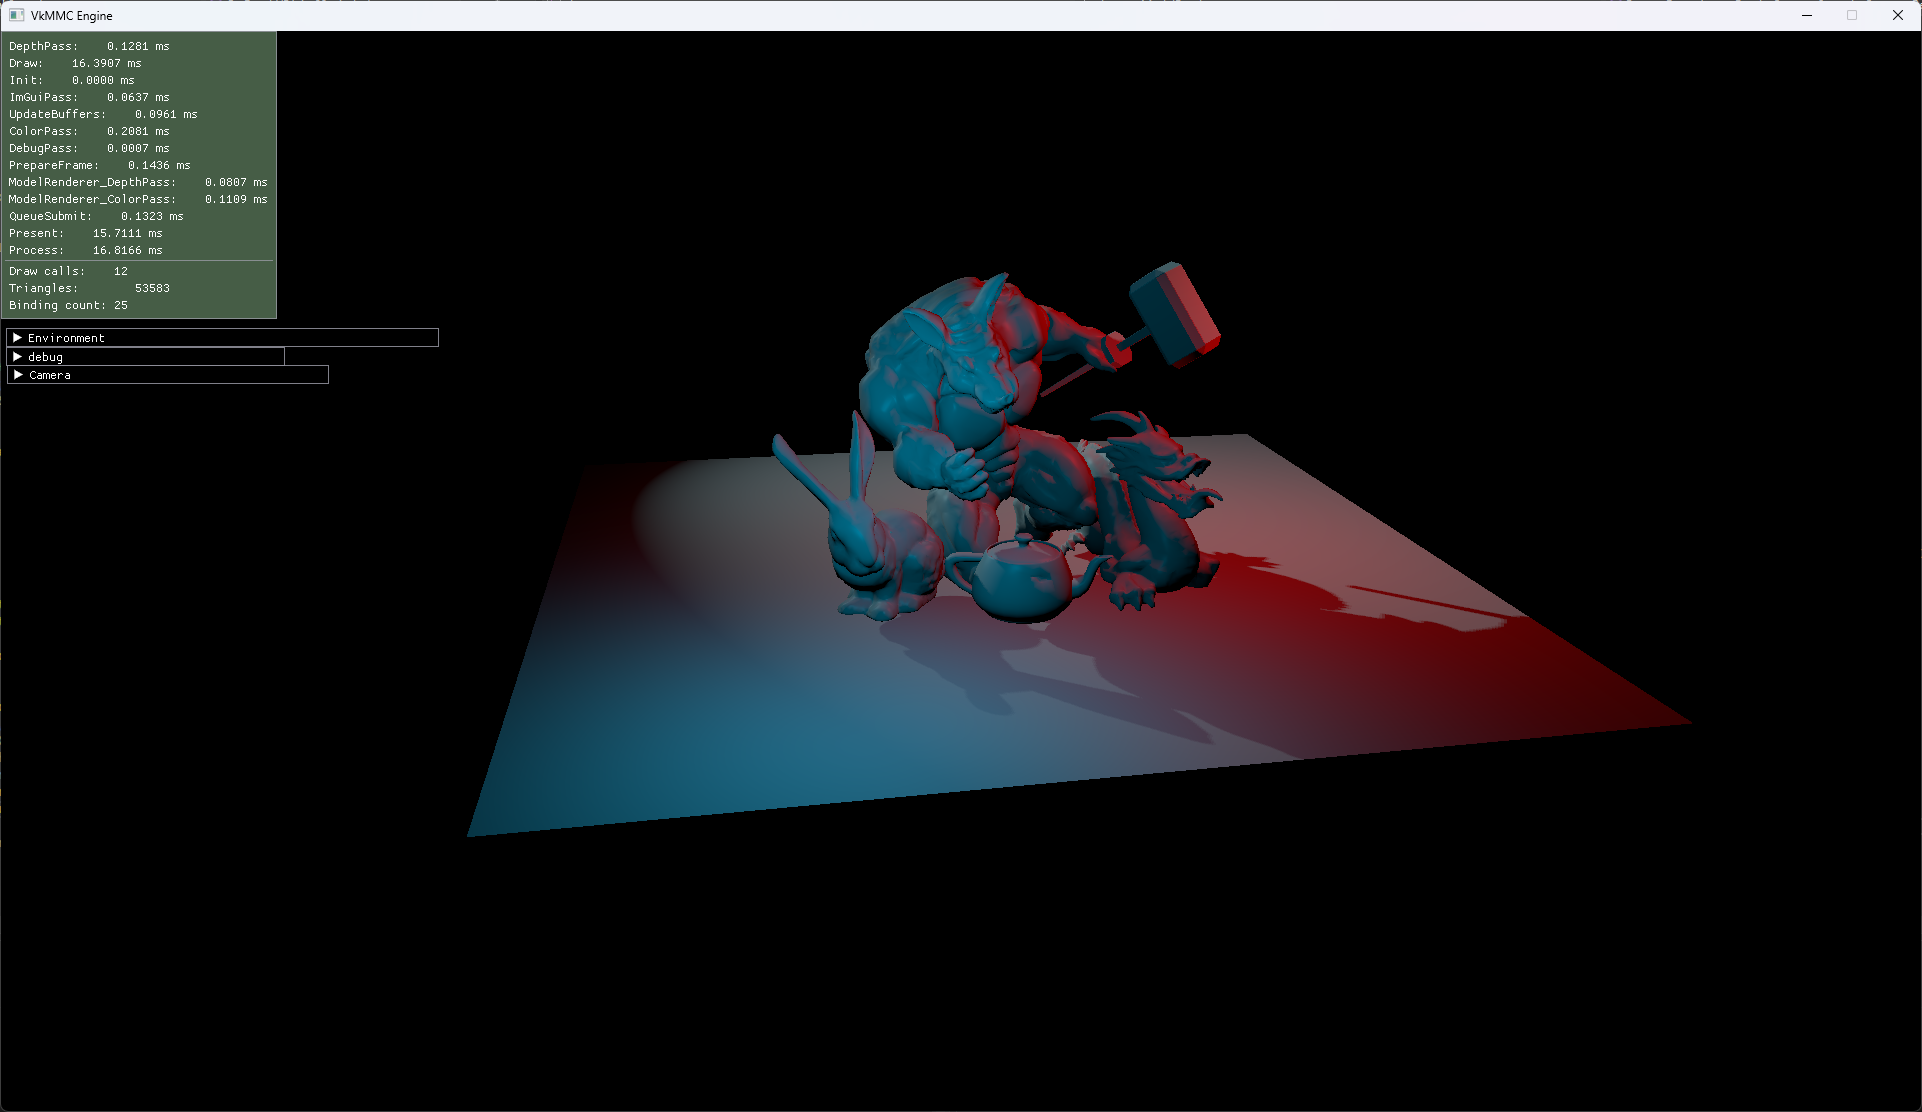 VkMMC Engine
DepthPass: 0.1281 ms
Draw: 16.3907 ms
Init: 0.0000 ms
ImGuiPass: 0.0637 ms
UpdateBuffers: 0.0961 ms
ColorPass: 0.2081 ms
DebugPass: 0.0007 ms
PrepareFrame: 0.1436 ms
ModelRenderer_DepthPass: 0.0807 ms
ModelRenderer_ColorPass: 0.1109 ms
QueueSubmit: 0.1323 ms
Present: 15.7111 ms
Process: 16.8166 ms
Draw calls: 12
Triangles: 53583
Binding count: 25
Environment
debug
Camera